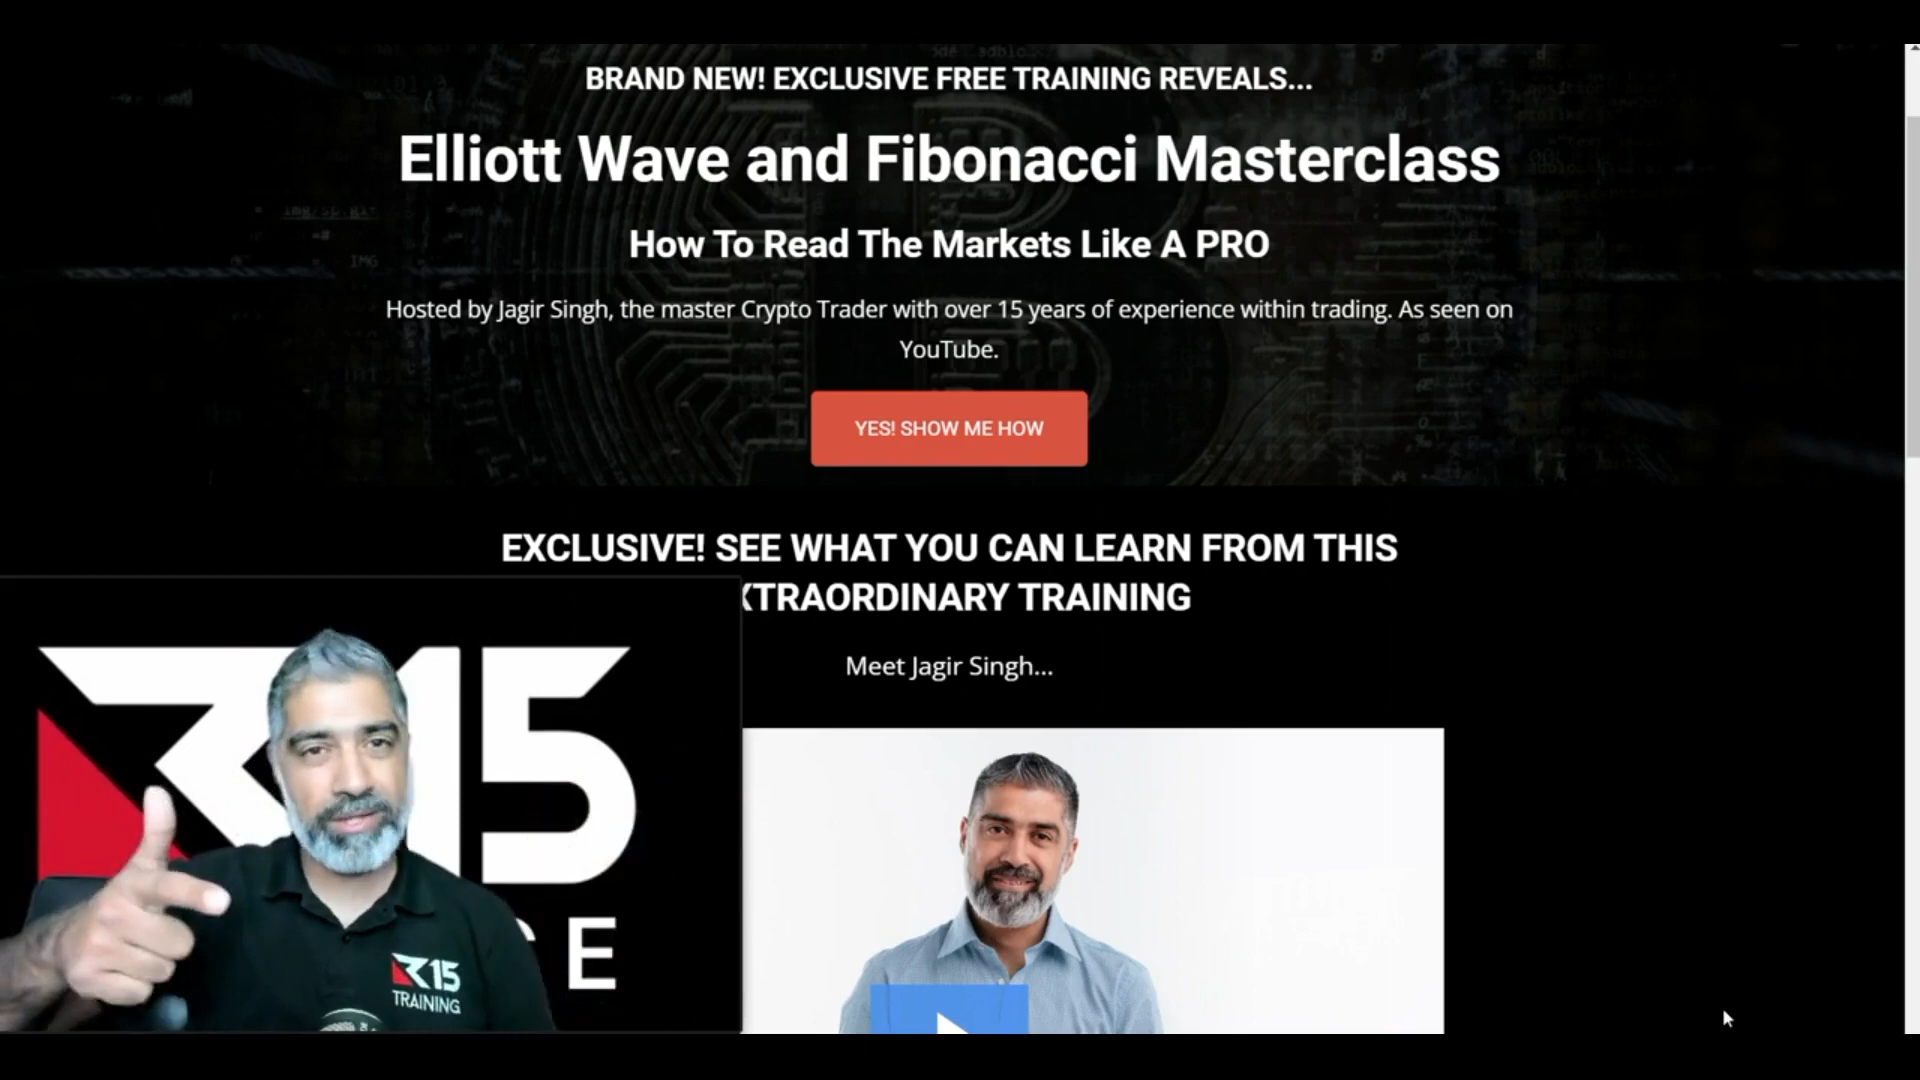 BRAND NEW! EXCLUSIVE FREE TRAINING REVEALS...
Elliott Wave and Fibonacci Masterclass
How To Read The Markets Like A PRO
Hosted by Jagir Singh, the master Crypto Trader with over 15 years of experience within trading. As seen on
YouTube.
YES! SHOW ME HOW
EXCLUSIVE! SEE WHAT YOU CAN LEARN FROM THIS
XTRAORDINARY TRAINING
Meet Jagir Singh...
R15
E
R15
TRAINING